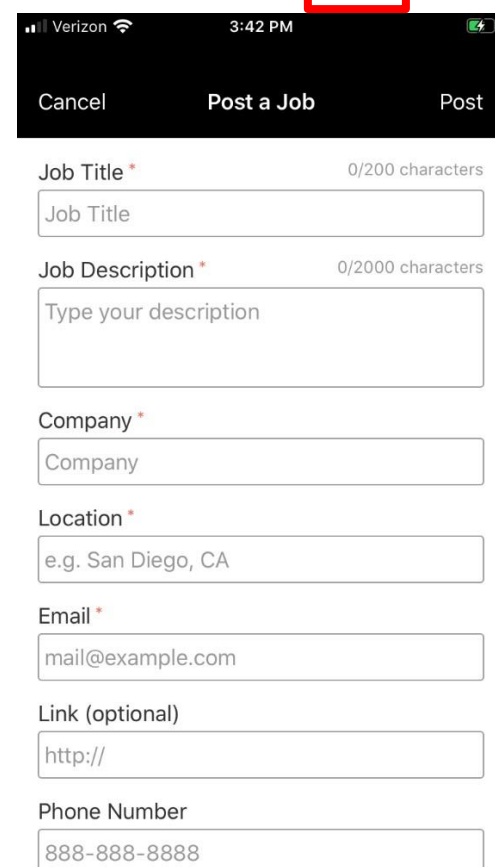 Verizon 3:42 PM
Cancel Post a Job Post
Job Title * 0/200 characters
Job Title
Job Description * 0/2000 characters
Type your description
Company *
Company
Location *
e.g. San Diego, CA
Email *
mail@example.com
Link (optional)
http://
Phone Number
888-888-8888